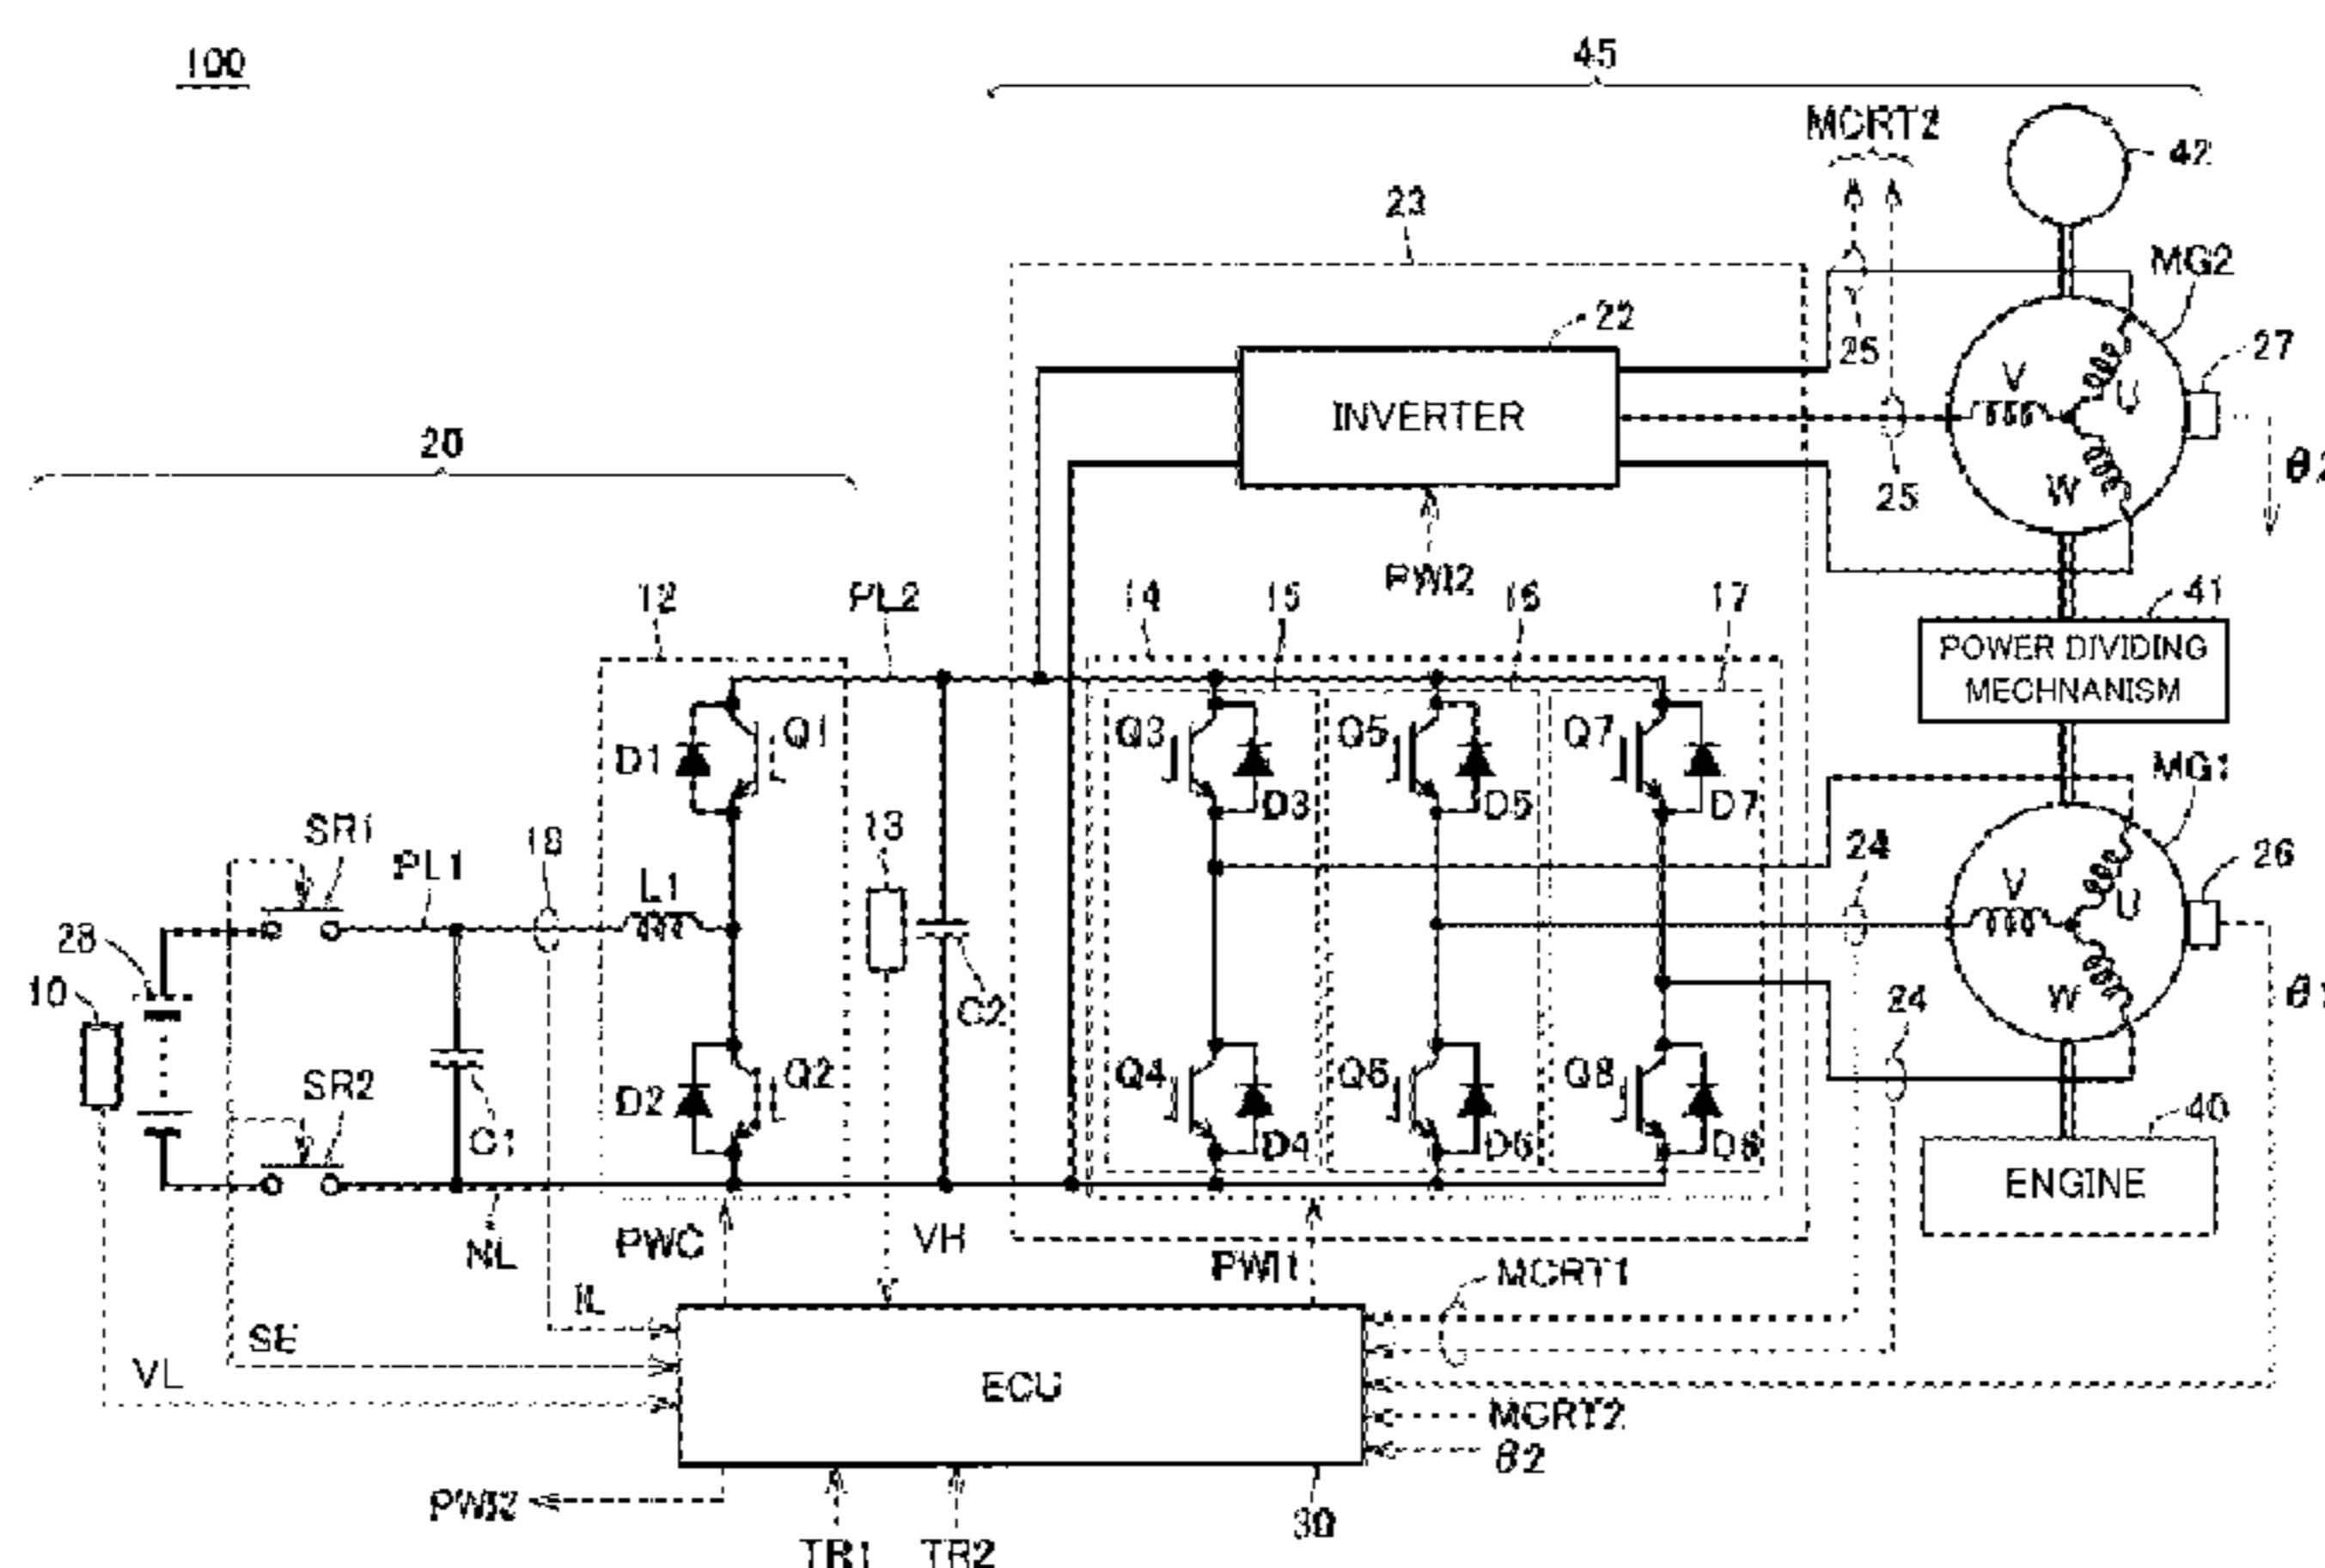 100
45
MCRT2
42
23
MG2
22
27
25
INVERTER
V
U
W
θ2
25
20
PWI2
12
PL2
14
15
16
17
41
POWER DIVIDING
MECHNANISM
Q1
D1
Q3
D3
Q5
D5
Q7
D7
MG1
SR1
18
13
PL1
L1
24
26
V
U
W
28
10
C2
24
SR2
C1
D2
Q2
Q4
D4
Q6
D6
Q8
D8
40
ENGINE
NL
PWC
VH
PWI1
MCRT1
IL
SE
VL
ECU
MCRT2
θ2
PWI2
30
TR1
TR2